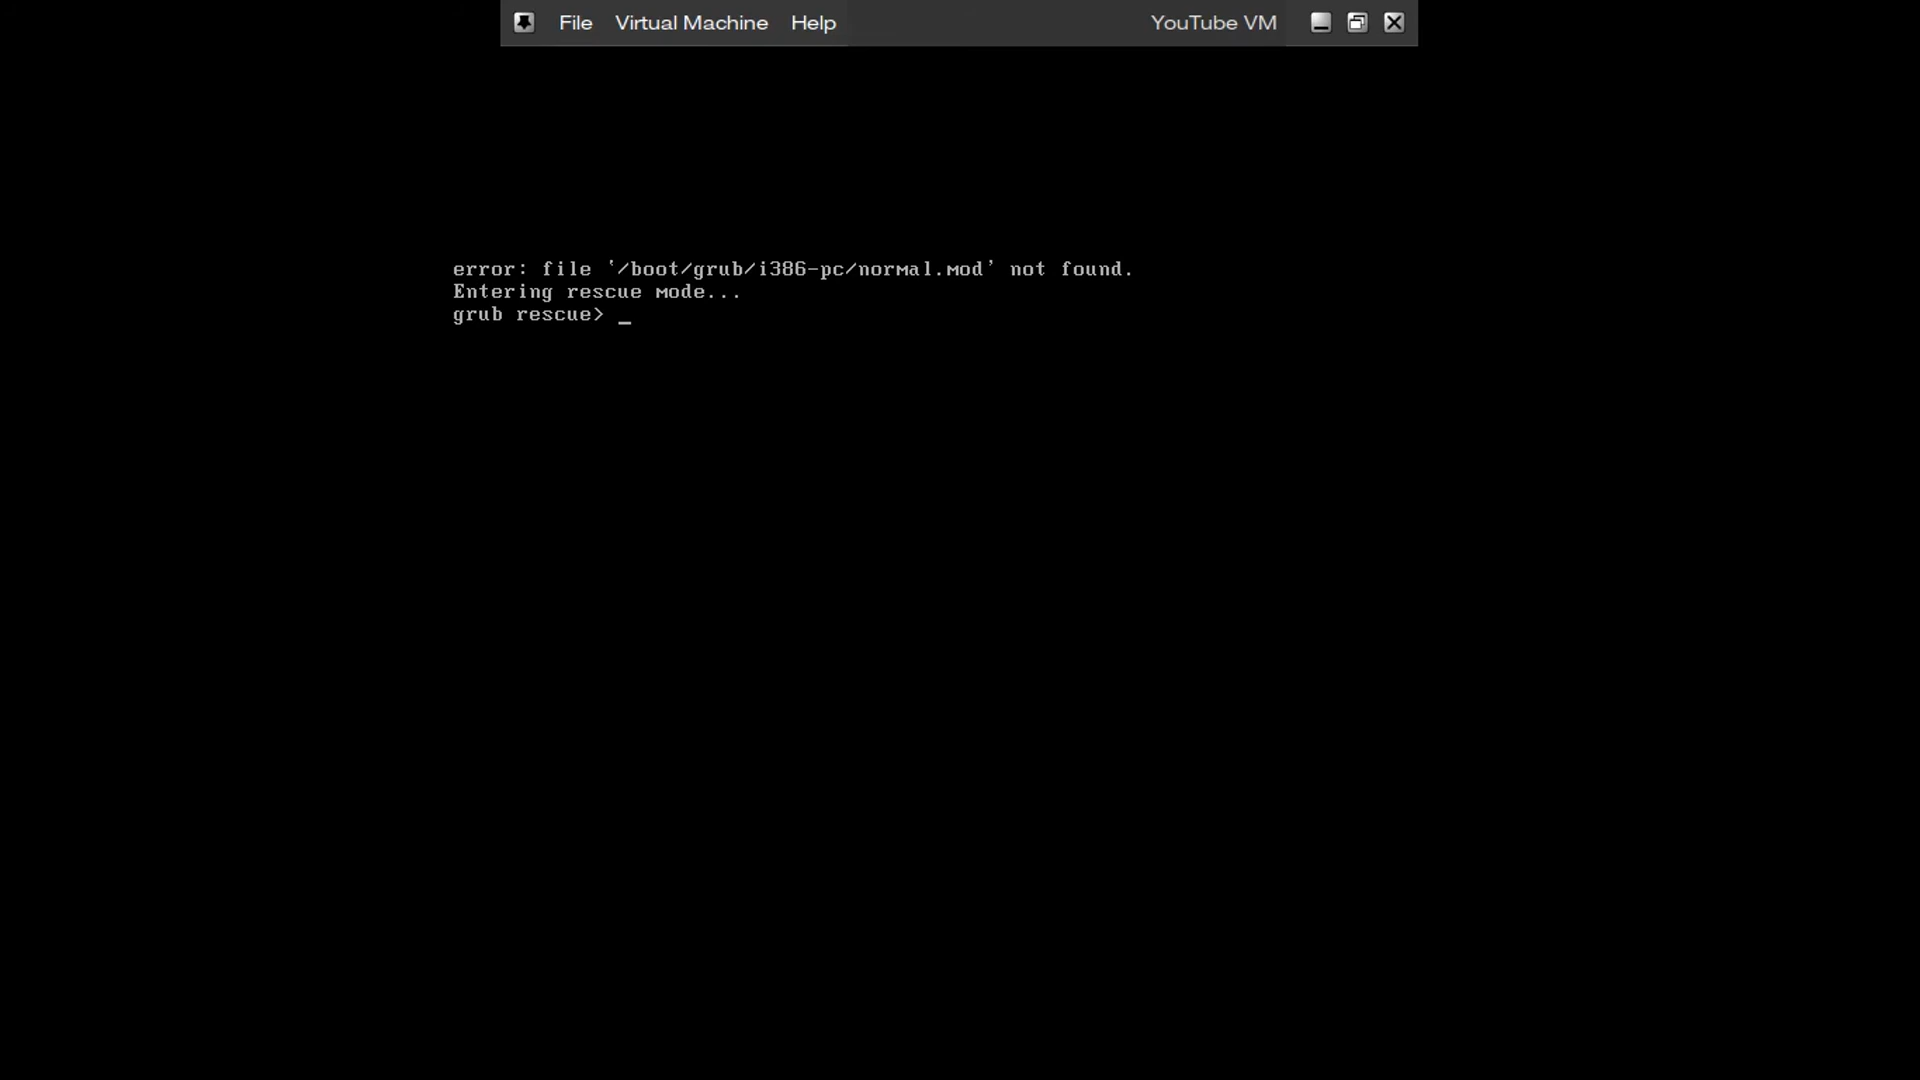 File Virtual Machine Help YouTube VM
error: file ‘/boot/grub/i386-pc/normal.mod’ not found.
Entering rescue mode...
grub rescue> _